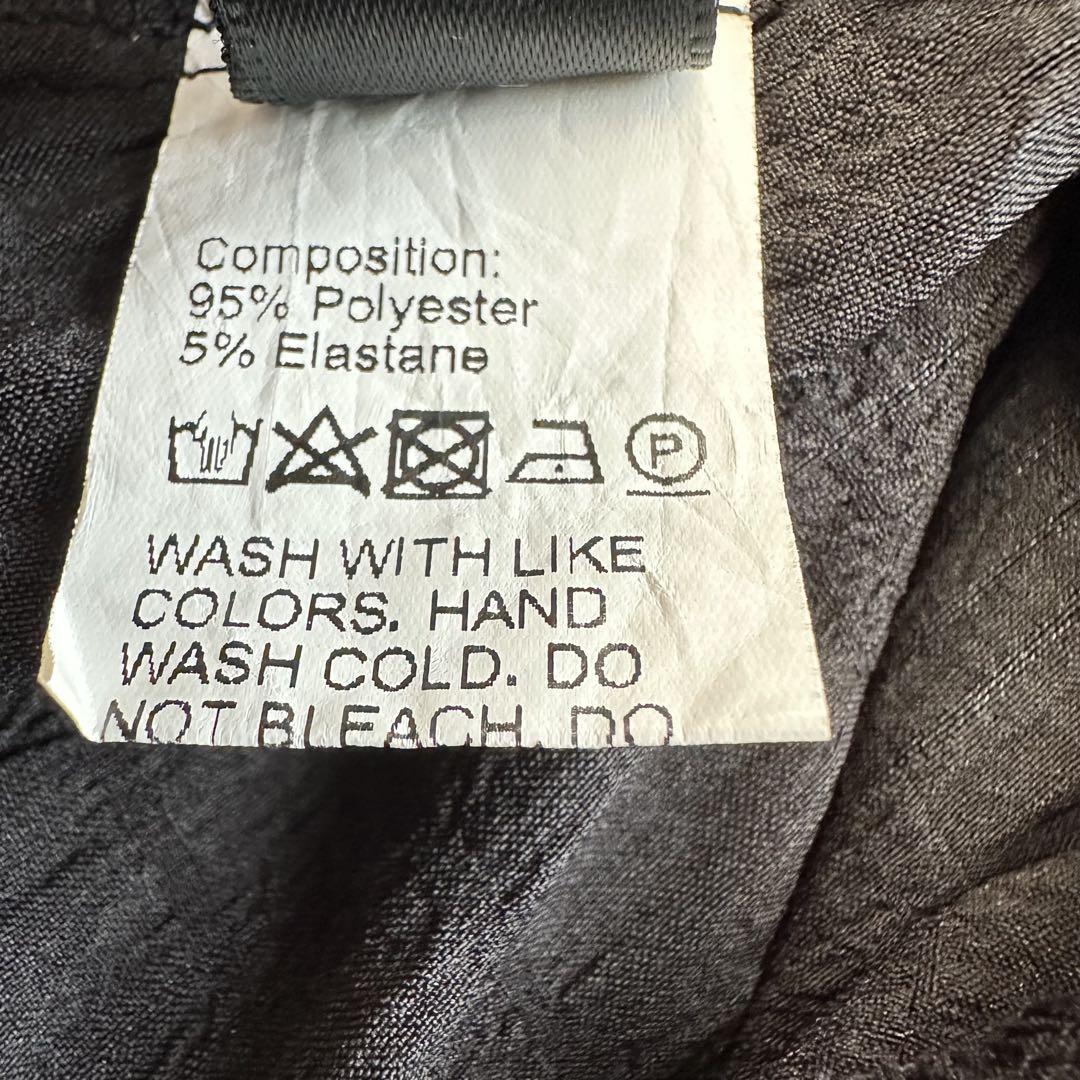 Composition:
95% Polyester
5% Elastane
P
WASH WITH LIKE
COLORS. HAND
WASH COLD. DO
NOT BLEACH. DO